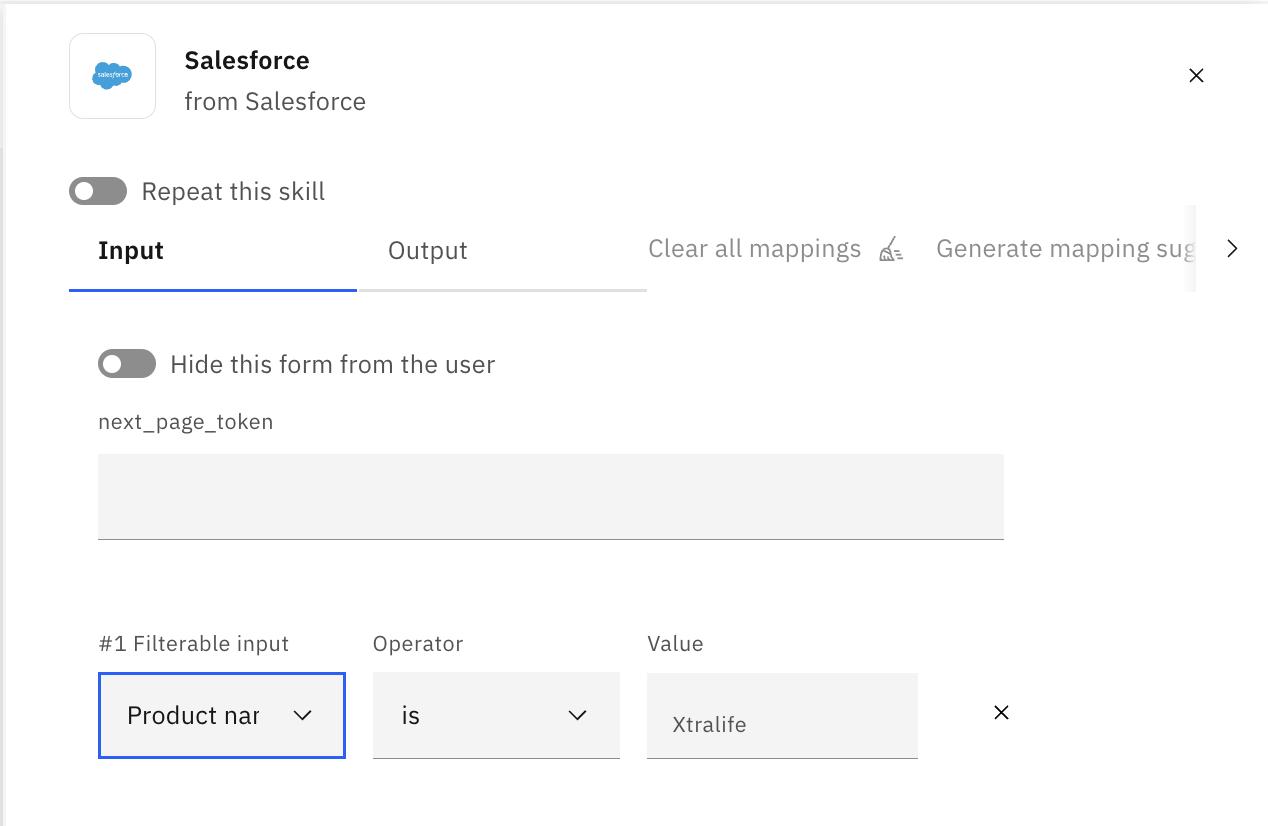 salesforce
Salesforce
from Salesforce
Repeat this skill
Input Output Clear all mappings Generate mapping sug
Hide this form from the user
next_page_token
#1 Filterable input Operator Value
Product nar is Xtralife